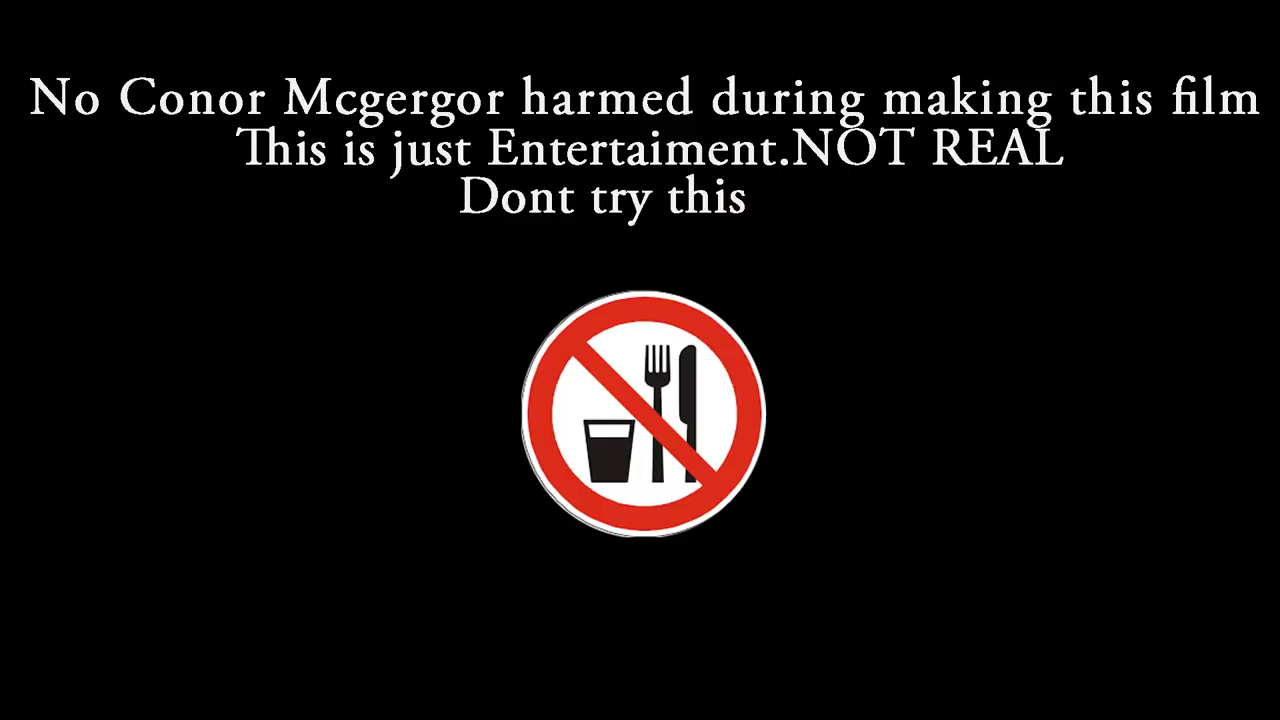 No Conor Mcgergor harmed during making this film
This is just Entertaiment.NOT REAL
Dont try this